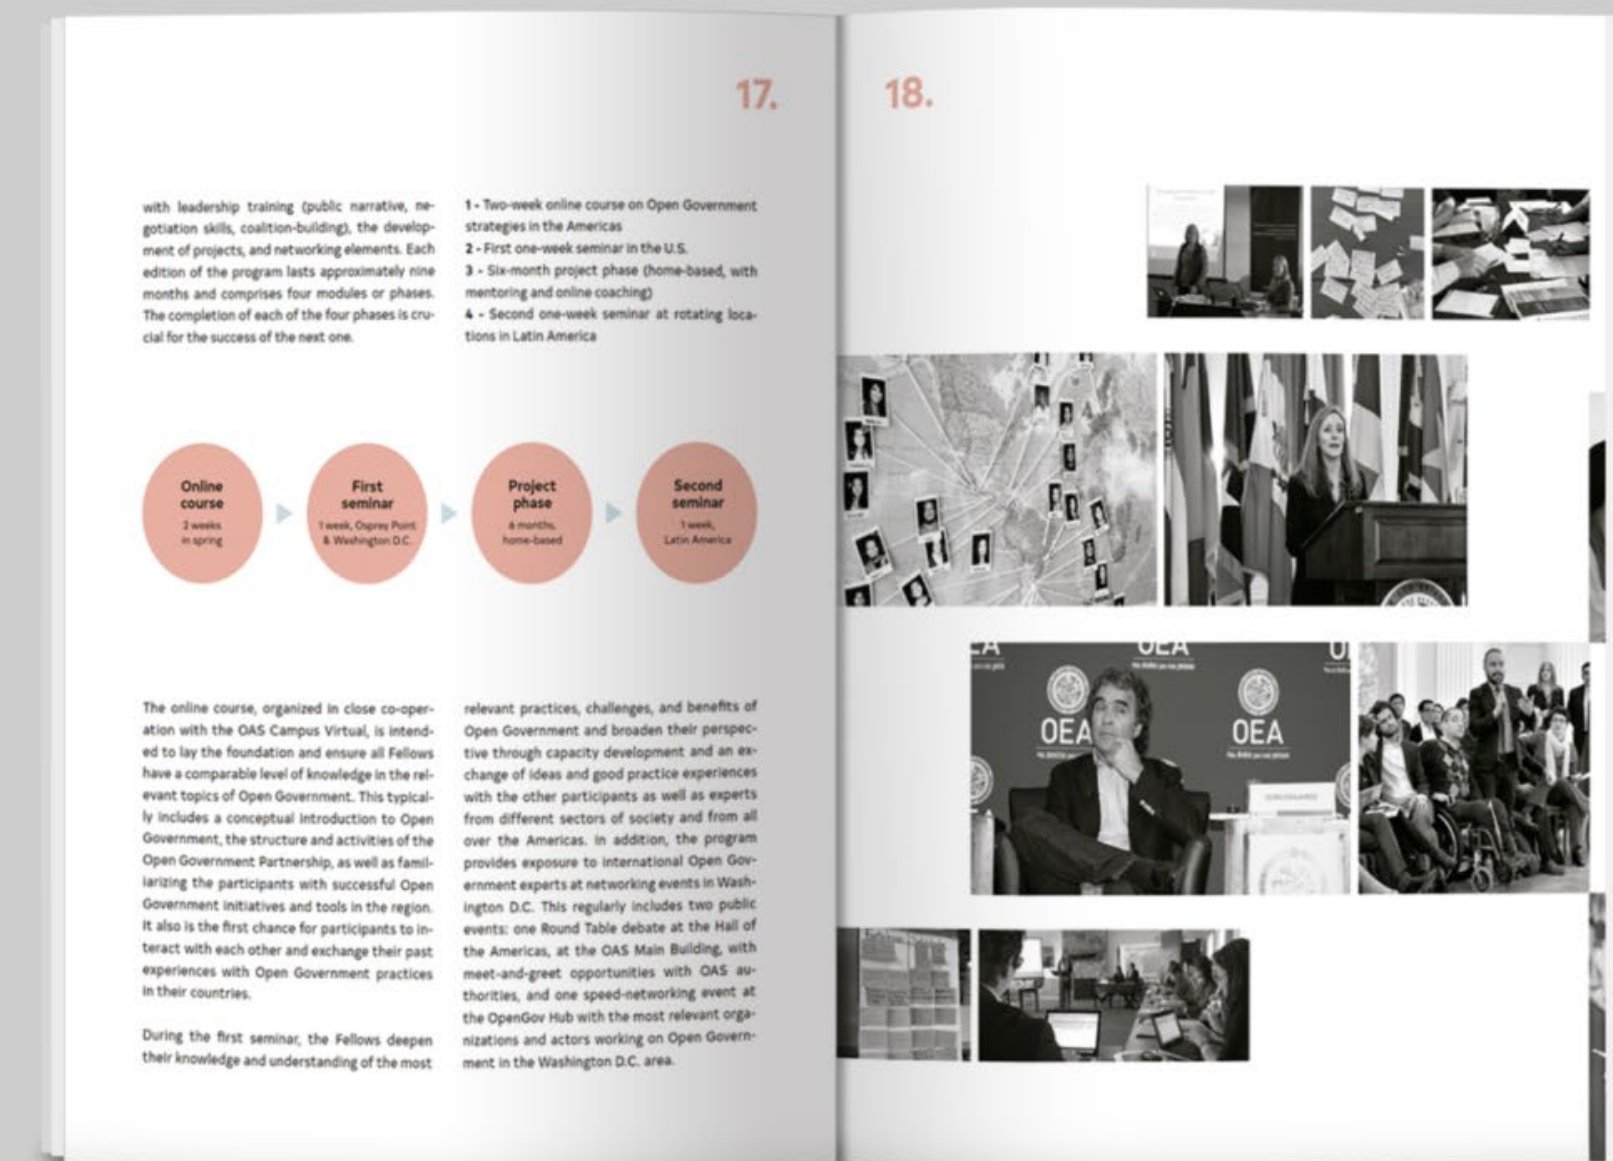 17.
with leadership training (public narrative, ne-
gotiation skills, coalition-building), the develop-
ment of projects, and networking elements. Each
edition of the program lasts approximately nine
months and comprises four modules or phases.
The completion of each of the four phases is cru-
cial for the success of the next one.
1 - Two-week online course on Open Government
strategies in the Americas
2 - First one-week seminar in the U.S.
3 - Six-month project phase (home-based, with
mentoring and online coaching)
4 - Second one-week seminar at rotating loca-
tions in Latin America
Online
course
2 weeks
in spring
First
seminar
1 week, Osprey Point
& Washington D.C.
Project
phase
6 months,
home-based
Second
seminar
1 week,
Latin America
The online course, organized in close co-oper-
ation with the OAS Campus Virtual, is intend-
ed to lay the foundation and ensure all Fellows
have a comparable level of knowledge in the rel-
evant topics of Open Government. This typical-
ly includes a conceptual introduction to Open
Government, the structure and activities of the
Open Government Partnership, as well as famil-
iarizing the participants with successful Open
Government initiatives and tools in the region.
It also is the first chance for participants to in-
teract with each other and exchange their past
experiences with Open Government practices
in their countries.
During the first seminar, the Fellows deepen
their knowledge and understanding of the most
relevant practices, challenges, and benefits of
Open Government and broaden their perspec-
tive through capacity development and an ex-
change of ideas and good practice experiences
with the other participants as well as experts
from different sectors of society and from all
over the Americas. In addition, the program
provides exposure to international Open Gov-
ernment experts at networking events in Wash-
ington D.C. This regularly includes two public
events: one Round Table debate at the Hall of
the Americas, at the OAS Main Building, with
meet-and-greet opportunities with OAS au-
thorities, and one speed-networking event at
the OpenGov Hub with the most relevant orga-
nizations and actors working on Open Govern-
ment in the Washington D.C. area.
18.
OEA
OEA
OEA